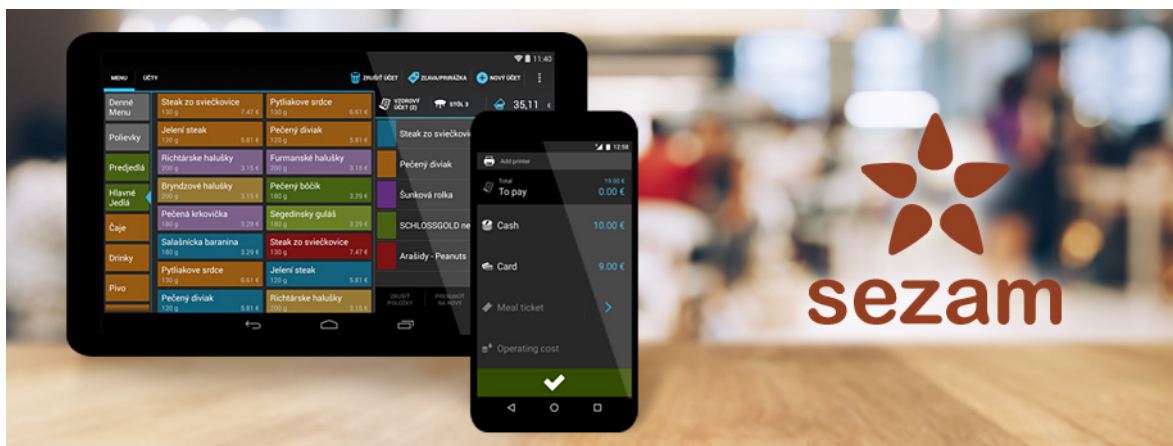 11:40
MENU ÚČTY ZRUŠIŤ ÚČET ZĽAVA/PRIRÁŽKA NOVÝ ÚČET
Denné
Menu
Polievky
Predjedlá
Hlavné
Jedlá
Čaje
Drinky
Pivo
Steak zo sviečkovice
130 g 7.47 €
Pytliakove srdce
130 g 6.61 €
Jelení steak
120 g 5.81 €
Pečený diviak
120 g 5.81 €
Richtárske halušky
200 g 3.15 €
Furmanské halušky
200 g 3.15 €
Bryndzové halušky
200 g 3.15 €
Pečený bôčik
160 g 3.29 €
Pečená krkovička
160 g 3.29 €
Segedínsky guláš
160 g 3.29 €
Salašnícka baranina
180 g 3.29 €
Steak zo sviečkovice
130 g 7.47 €
Pytliakove srdce
130 g 6.61 €
Jelení steak
120 g 5.81 €
Pečený diviak
120 g 5.81 €
Richtárske halušky
200 g 3.15 €
VZOROVÝ
ÚČET (2)
STÔL 3
35,11 €
Steak zo sviečkovi
Pečený diviak
Šunková rolka
SCHLOSSGOLD ne
Arašidy - Peanuts
ZRUŠIŤ
POLOŽKY
PRESUNÚŤ
NA NOVÝ
12:58
Add printer
Total 19.00 €
To pay 0.00 €
Cash 10.00 €
Card 9.00 €
Meal ticket
Operating cost
sezam